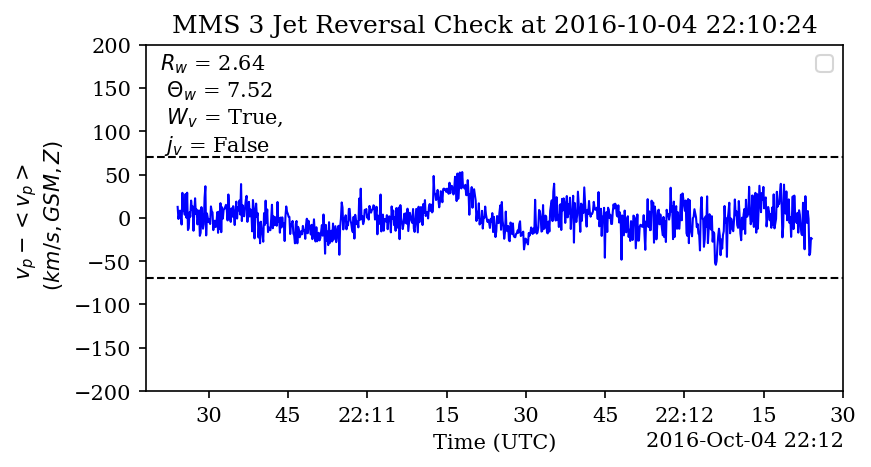 MMS 3 Jet Reversal Check at 2016-10-04 22:10:24
200
150
100
50
0
−50
−100
−150
−200
v_p − < v_p >
(km/s, GSM, Z)
R_w = 2.64
Θ_w = 7.52
W_v = True,
j_v = False
30 45 22:11 15 30 45 22:12 15 30
Time (UTC)
2016-Oct-04 22:12